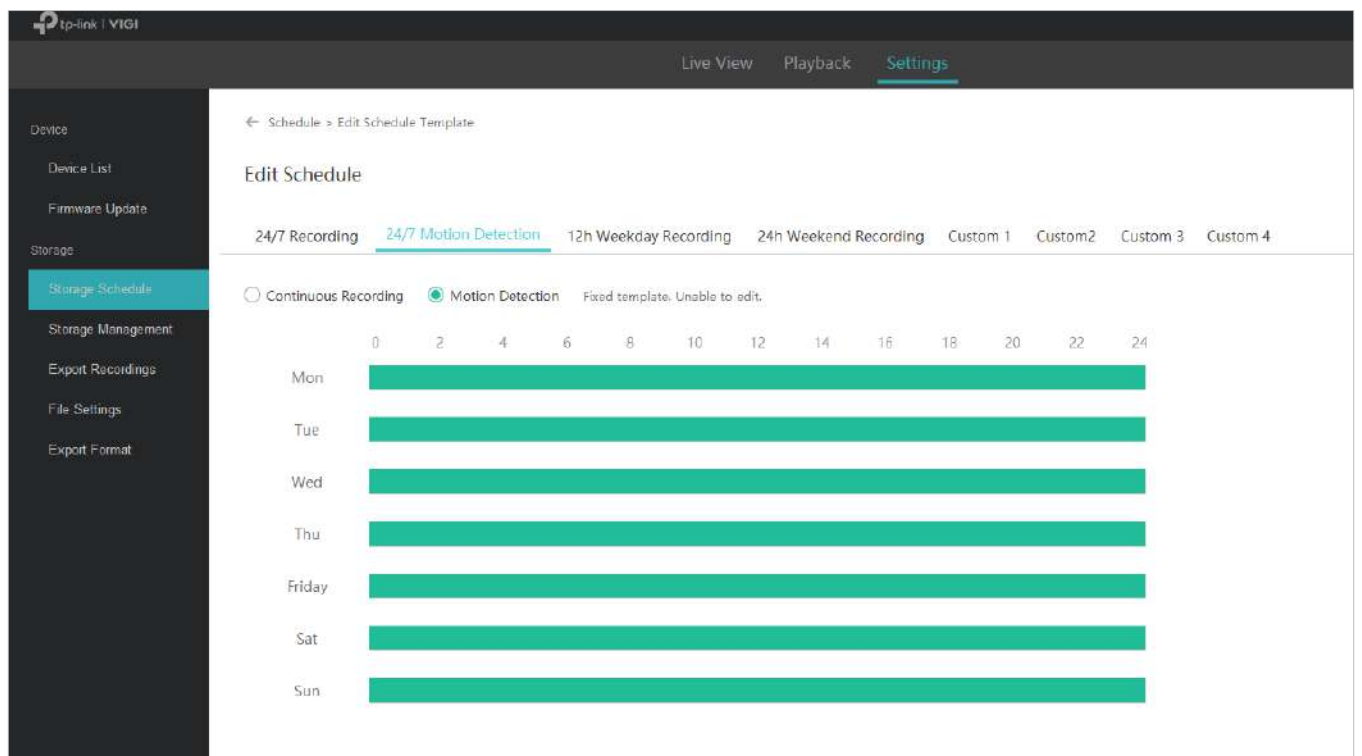 tp-link | VIGI
Live View Playback Settings
Device
Device List
Firmware Update
Storage
Storage Schedule
Storage Management
Export Recordings
File Settings
Export Format
← Schedule > Edit Schedule Template
Edit Schedule
24/7 Recording 24/7 Motion Detection 12h Weekday Recording 24h Weekend Recording Custom 1 Custom2 Custom 3 Custom 4
Continuous Recording Motion Detection Fixed template. Unable to edit.
0 2 4 6 8 10 12 14 16 18 20 22 24
Mon
Tue
Wed
Thu
Friday
Sat
Sun